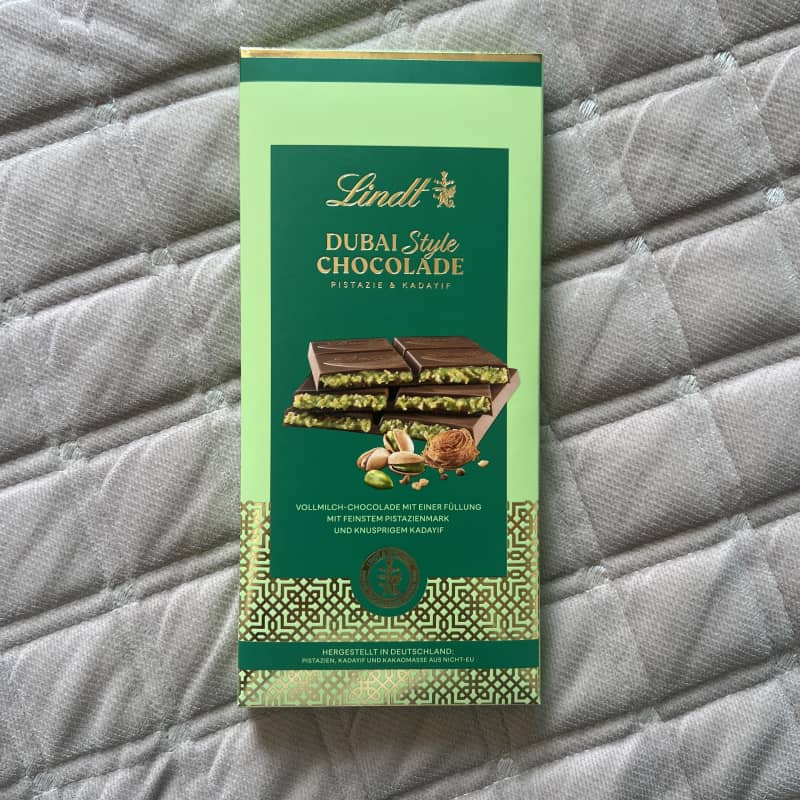 Lindt
DUBAI Style
CHOCOLADE
PISTAZIE & KADAYIF
VOLLMILCH-CHOCOLADE MIT EINER FÜLLUNG
MIT FEINSTEM PISTAZIENMARK
UND KNUSPRIGEM KADAYIF
HERGESTELLT IN DEUTSCHLAND:
PISTAZIEN, KADAYIF UND KAKAOMASSE AUS NICHT-EU